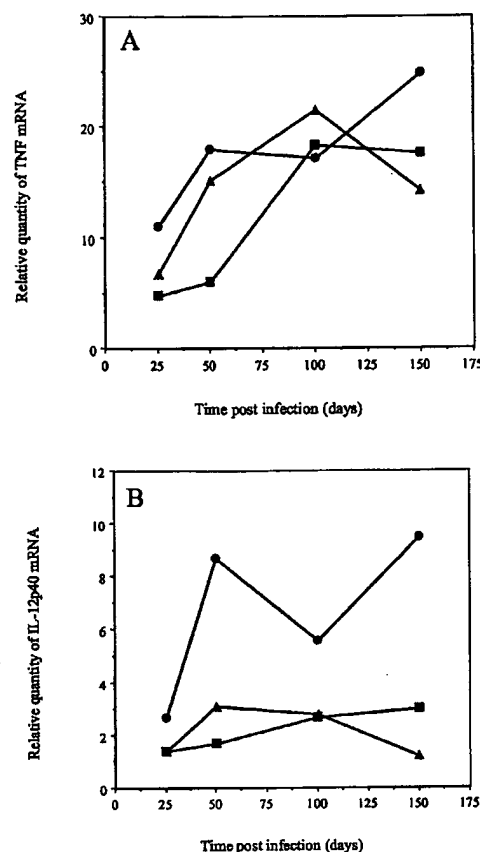 A
30
20
10
0
Relative quantity of TNF mRNA
0 25 50 75 100 125 150 175
Time post infection (days)
B
12
10
8
6
4
2
0
Relative quantity of IL-12p40 mRNA
0 25 50 75 100 125 150 175
Time post infection (days)